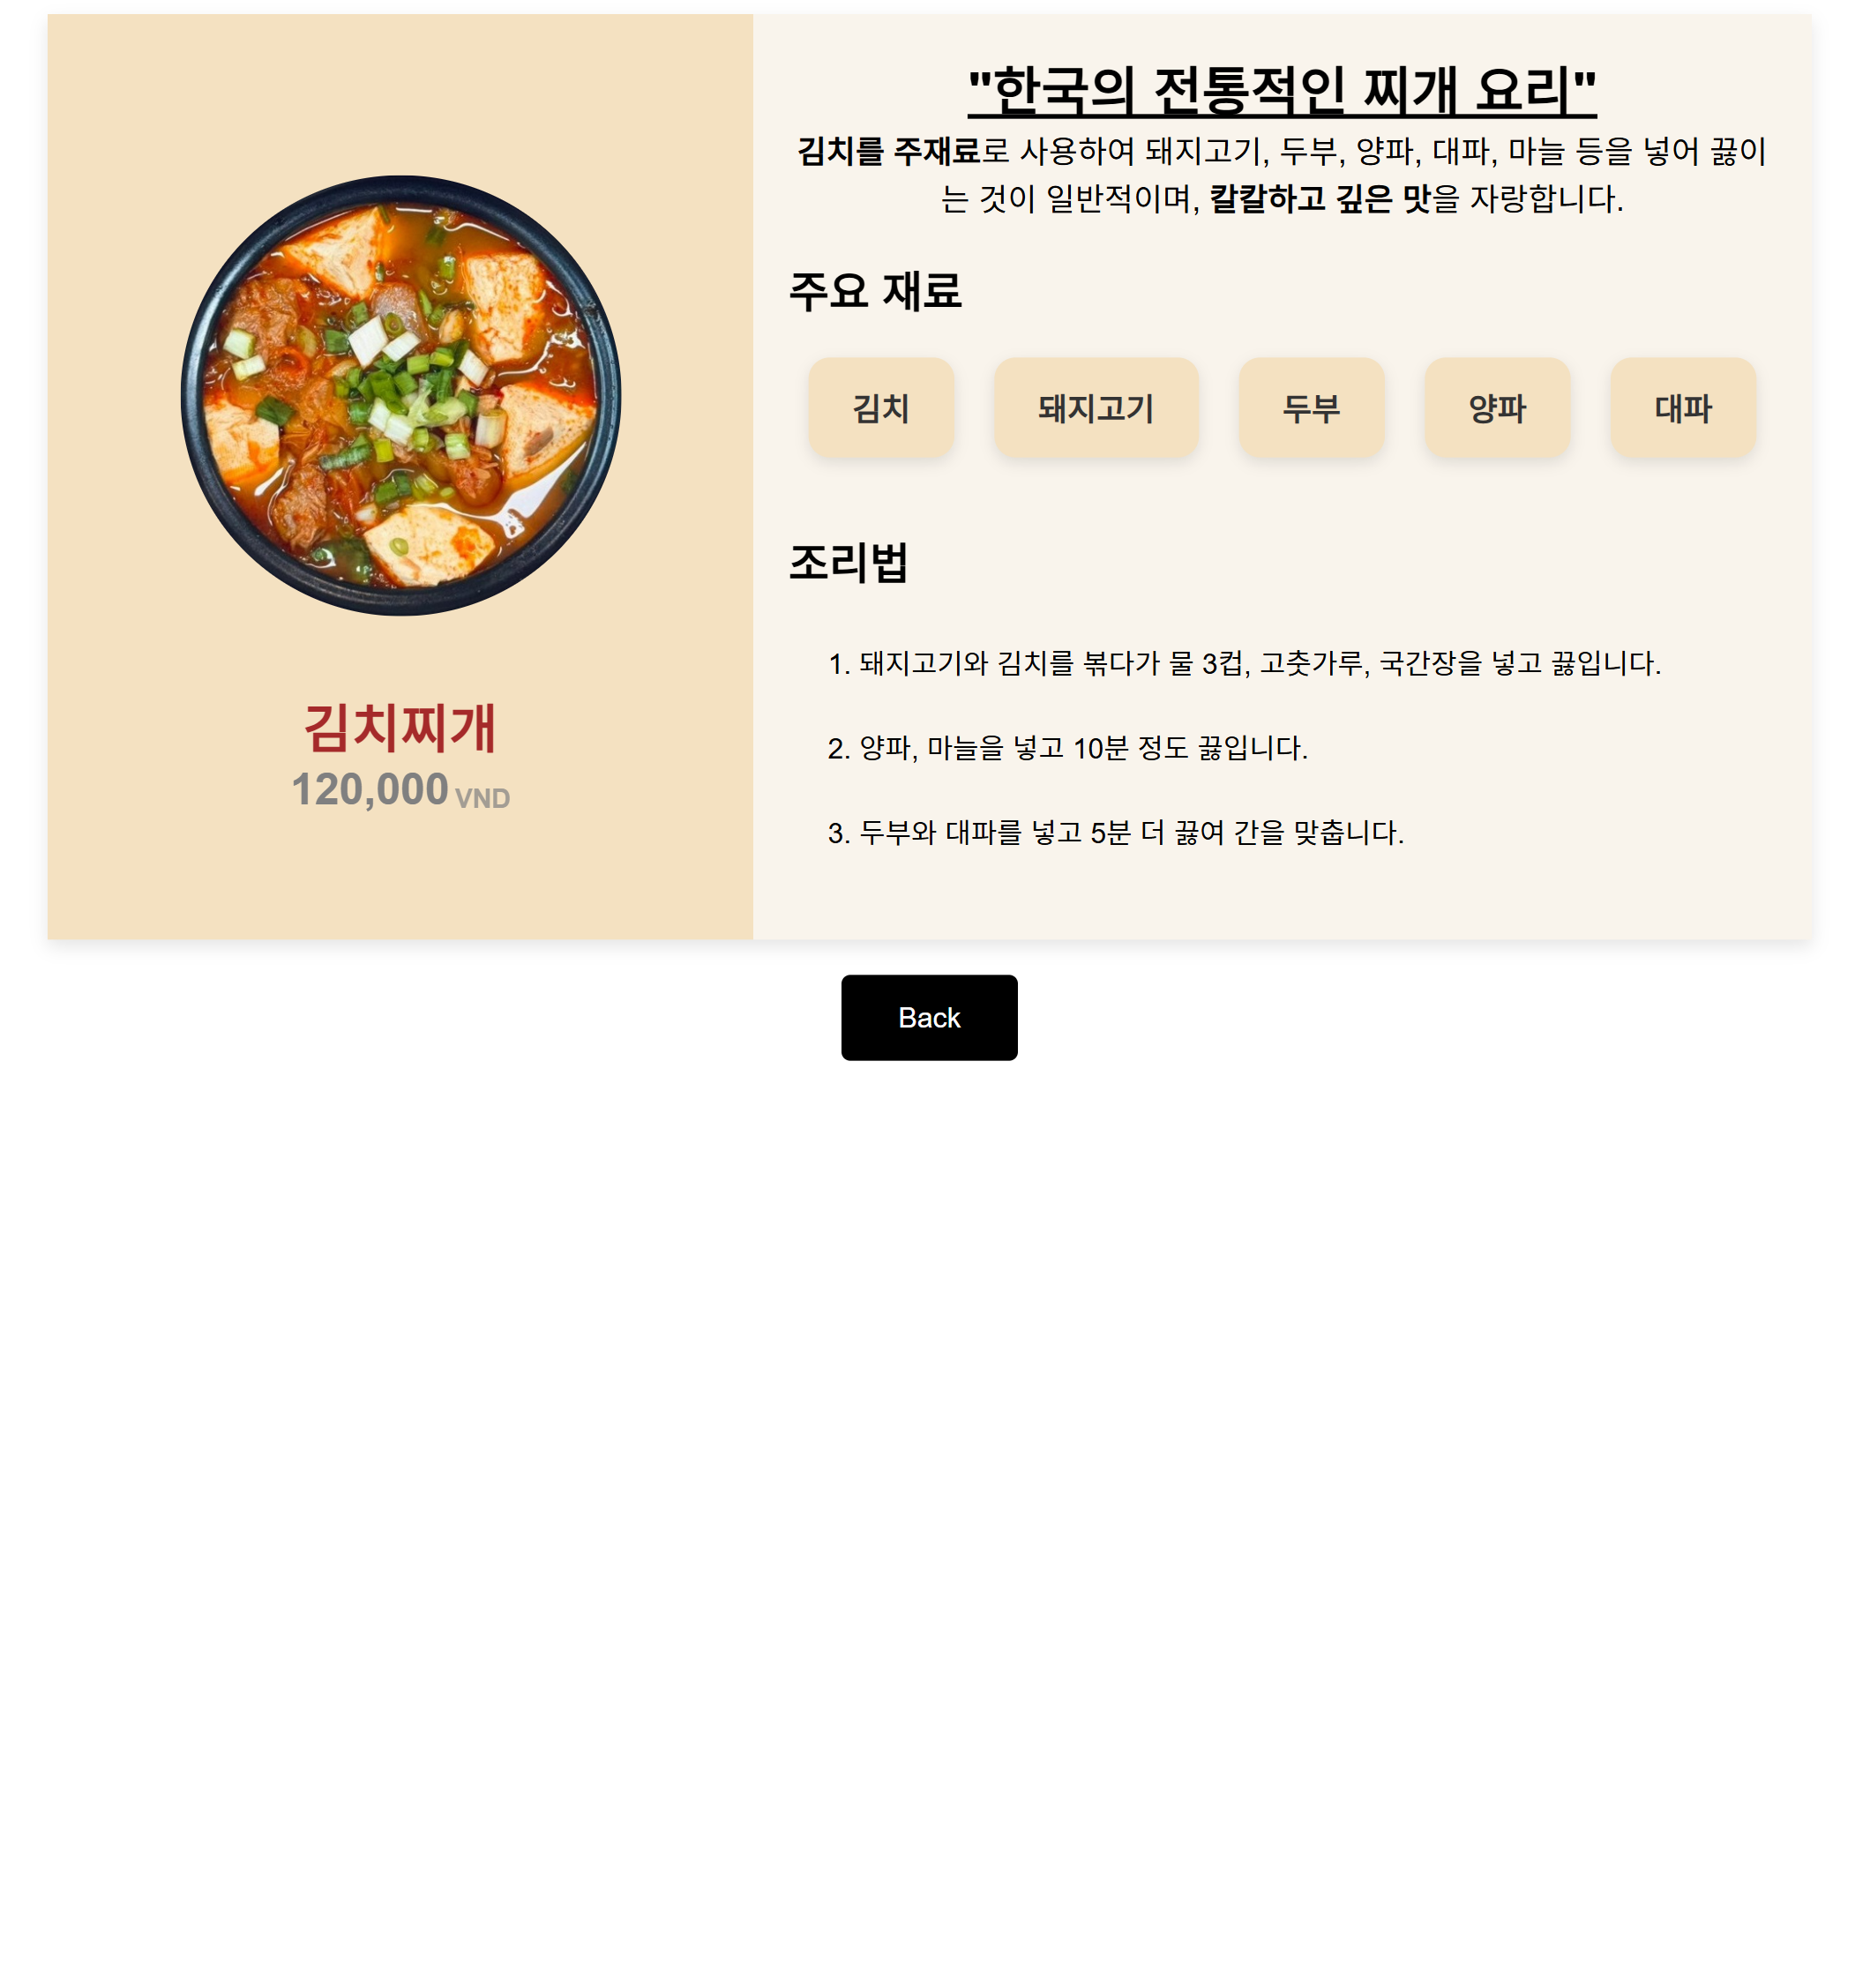 "한국의 전통적인 찌개 요리"
김치를 주재료로 사용하여 돼지고기, 두부, 양파, 대파, 마늘 등을 넣어 끓이
는 것이 일반적이며, 칼칼하고 깊은 맛을 자랑합니다.
주요 재료
김치 돼지고기 두부 양파 대파
조리법
1. 돼지고기와 김치를 볶다가 물 3컵, 고춧가루, 국간장을 넣고 끓입니다.
2. 양파, 마늘을 넣고 10분 정도 끓입니다.
3. 두부와 대파를 넣고 5분 더 끓여 간을 맞춥니다.
김치찌개
120,000 VND
Back